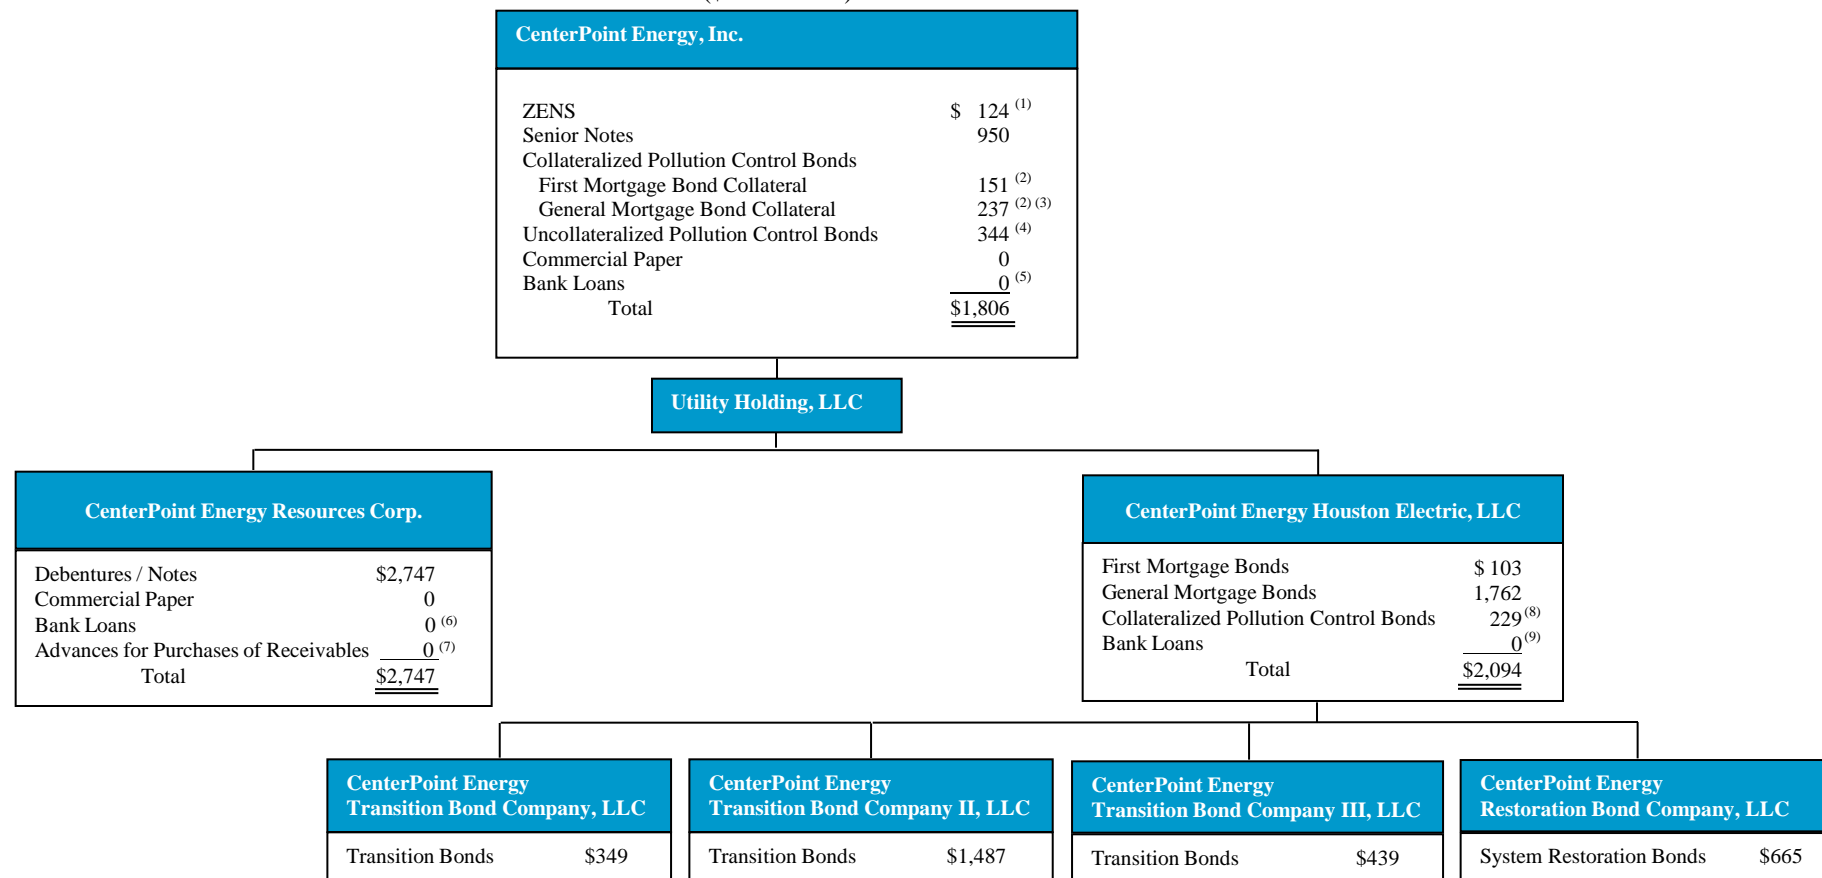 CenterPoint Energy, Inc.
ZENS $ 124 (1)
Senior Notes 950
Collateralized Pollution Control Bonds
First Mortgage Bond Collateral 151 (2)
General Mortgage Bond Collateral 237 (2) (3)
Uncollateralized Pollution Control Bonds 344 (4)
Commercial Paper 0
Bank Loans 0 (5)
Total $1,806
Utility Holding, LLC
CenterPoint Energy Resources Corp.
Debentures / Notes $2,747
Commercial Paper 0
Bank Loans 0 (6)
Advances for Purchases of Receivables 0 (7)
Total $2,747
CenterPoint Energy Houston Electric, LLC
First Mortgage Bonds $ 103
General Mortgage Bonds 1,762
Collateralized Pollution Control Bonds 229 (8)
Bank Loans 0 (9)
Total $2,094
CenterPoint Energy
Transition Bond Company, LLC
Transition Bonds $349
CenterPoint Energy
Transition Bond Company II, LLC
Transition Bonds $1,487
CenterPoint Energy
Transition Bond Company III, LLC
Transition Bonds $439
CenterPoint Energy
Restoration Bond Company, LLC
System Restoration Bonds $665